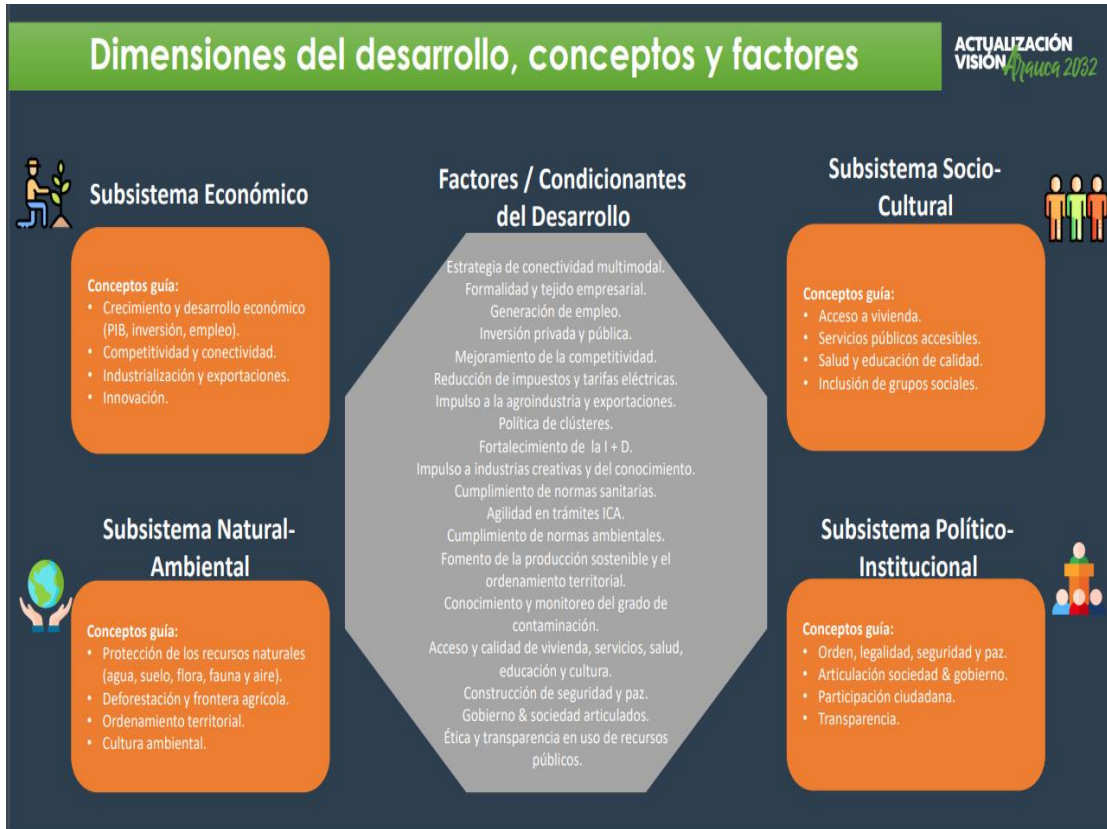 Dimensiones del desarrollo, conceptos y factores
ACTUALIZACIÓN
VISIÓN Arauca 2032
Subsistema Económico
Conceptos guía:
• Crecimiento y desarrollo económico
(PIB, inversión, empleo).
• Competitividad y conectividad.
• Industrialización y exportaciones.
• Innovación.
Subsistema Natural-
Ambiental
Conceptos guía:
• Protección de los recursos naturales
(agua, suelo, flora, fauna y aire).
• Deforestación y frontera agrícola.
• Ordenamiento territorial.
• Cultura ambiental.
Factores / Condicionantes
del Desarrollo
Estrategia de conectividad multimodal.
Formalidad y tejido empresarial.
Generación de empleo.
Inversión privada y pública.
Mejoramiento de la competitividad.
Reducción de impuestos y tarifas eléctricas.
Impulso a la agroindustria y exportaciones.
Política de clústeres.
Fortalecimiento de la I + D.
Impulso a industrias creativas y del conocimiento.
Cumplimiento de normas sanitarias.
Agilidad en trámites ICA.
Cumplimiento de normas ambientales.
Fomento de la producción sostenible y el
ordenamiento territorial.
Conocimiento y monitoreo del grado de
contaminación.
Acceso y calidad de vivienda, servicios, salud,
educación y cultura.
Construcción de seguridad y paz.
Gobierno & sociedad articulados.
Ética y transparencia en uso de recursos
públicos.
Subsistema Socio-
Cultural
Conceptos guía:
• Acceso a vivienda.
• Servicios públicos accesibles.
• Salud y educación de calidad.
• Inclusión de grupos sociales.
Subsistema Político-
Institucional
Conceptos guía:
• Orden, legalidad, seguridad y paz.
• Articulación sociedad & gobierno.
• Participación ciudadana.
• Transparencia.